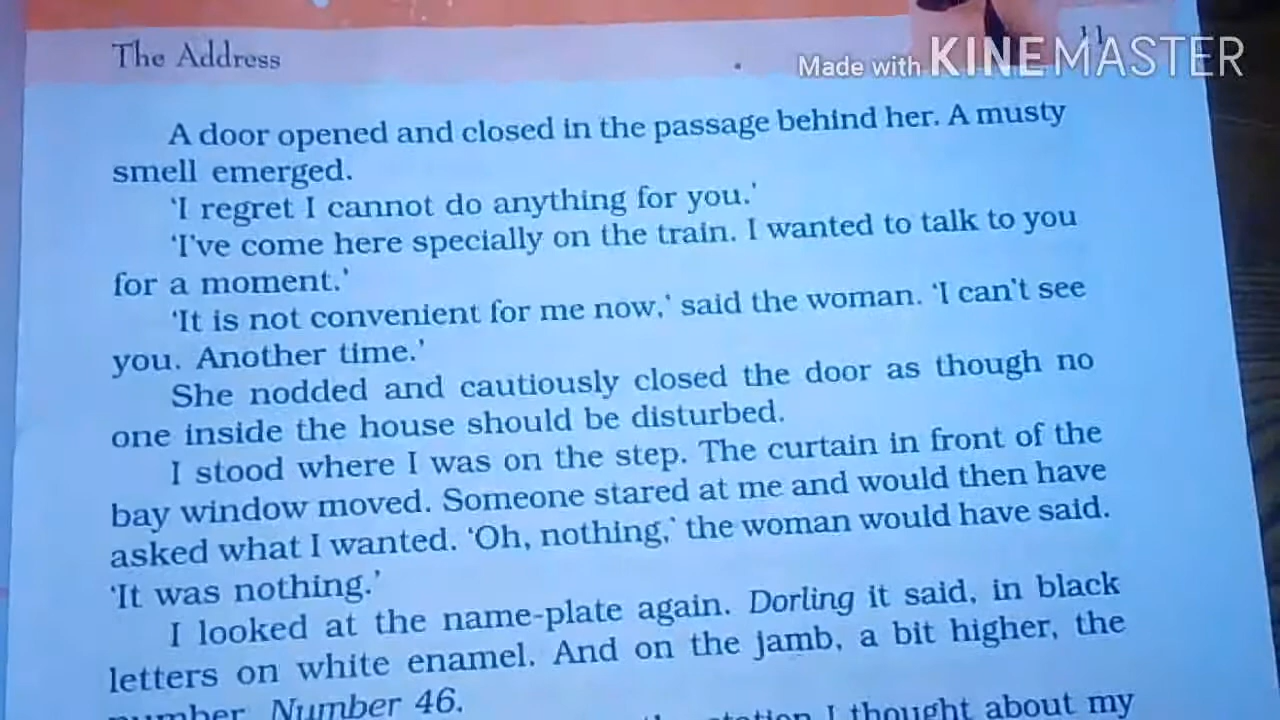 The Address
11
Made with KINEMASTER
A door opened and closed in the passage behind her. A musty
smell emerged.
‘I regret I cannot do anything for you.’
‘I've come here specially on the train. I wanted to talk to you
for a moment.’
‘It is not convenient for me now,’ said the woman. ‘I can't see
you. Another time.’
She nodded and cautiously closed the door as though no
one inside the house should be disturbed.
I stood where I was on the step. The curtain in front of the
bay window moved. Someone stared at me and would then have
asked what I wanted. ‘Oh, nothing,’ the woman would have said.
‘It was nothing.’
I looked at the name-plate again. Dorling it said, in black
letters on white enamel. And on the jamb, a bit higher, the
number. Number 46.
station I thought about my